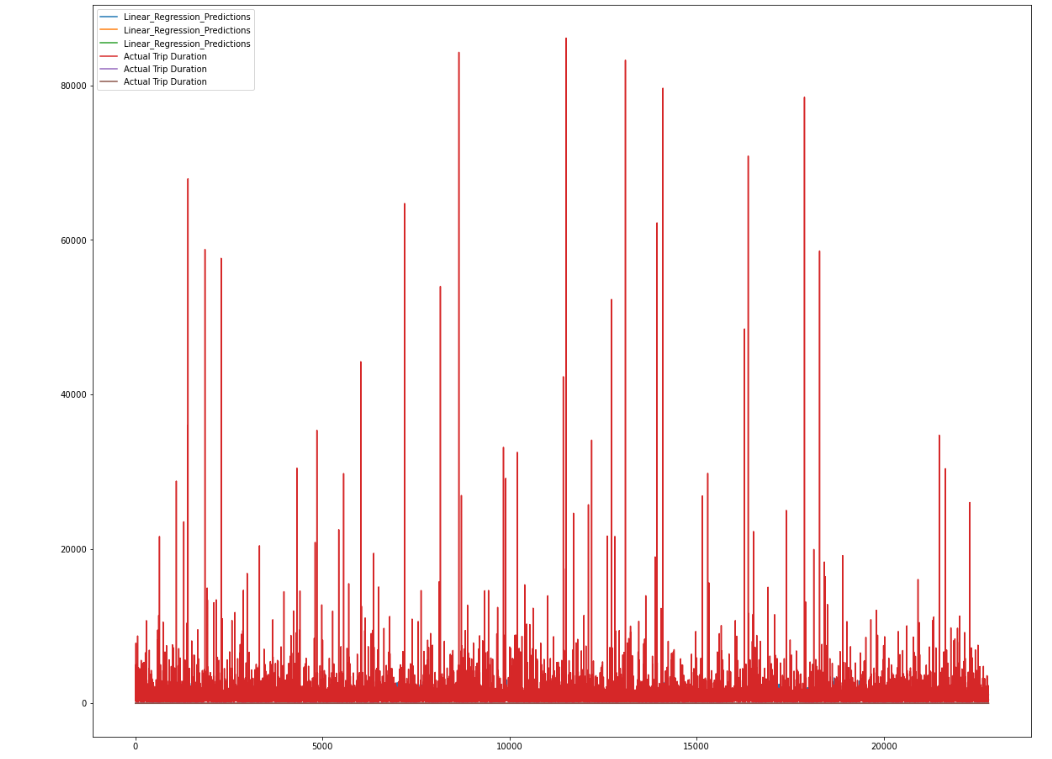 Linear_Regression_Predictions
Linear_Regression_Predictions
Linear_Regression_Predictions
Actual Trip Duration
Actual Trip Duration
Actual Trip Duration
80000
60000
40000
20000
0
0 5000 10000 15000 20000